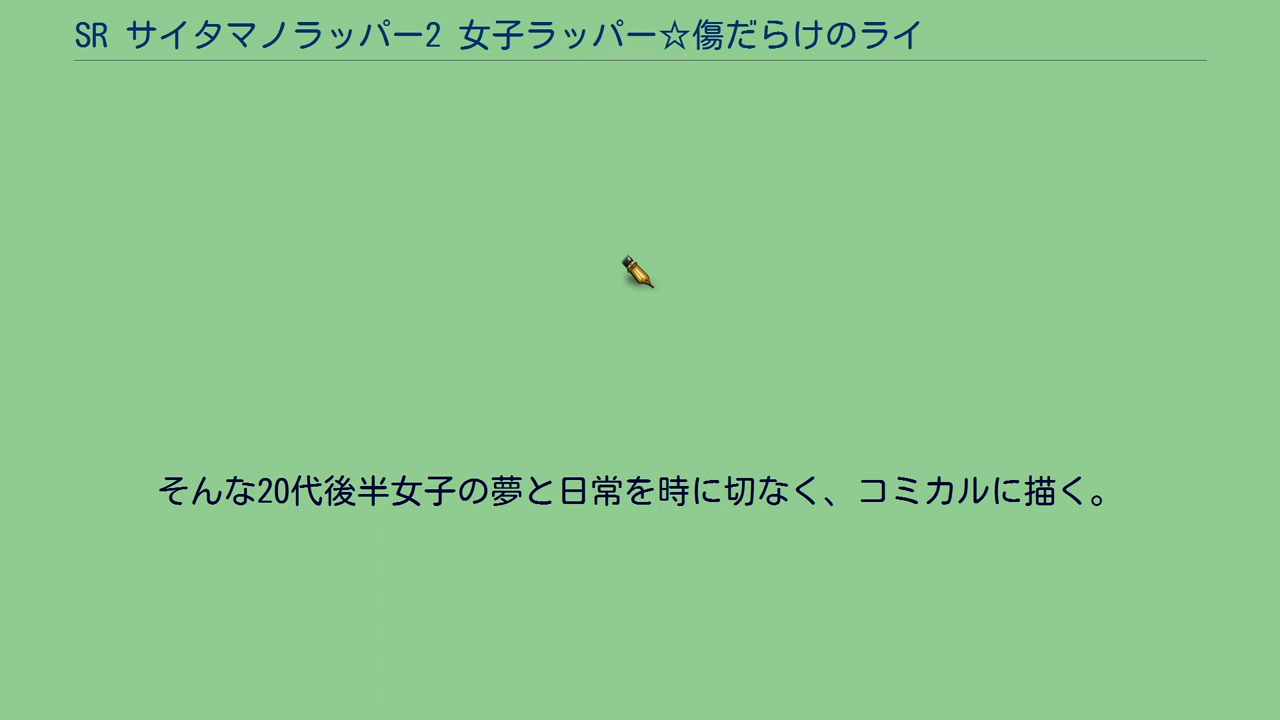 SR サイタマノラッパー2 女子ラッパー☆傷だらけのライ
そんな20代後半女子の夢と日常を時に切なく、コミカルに描く。